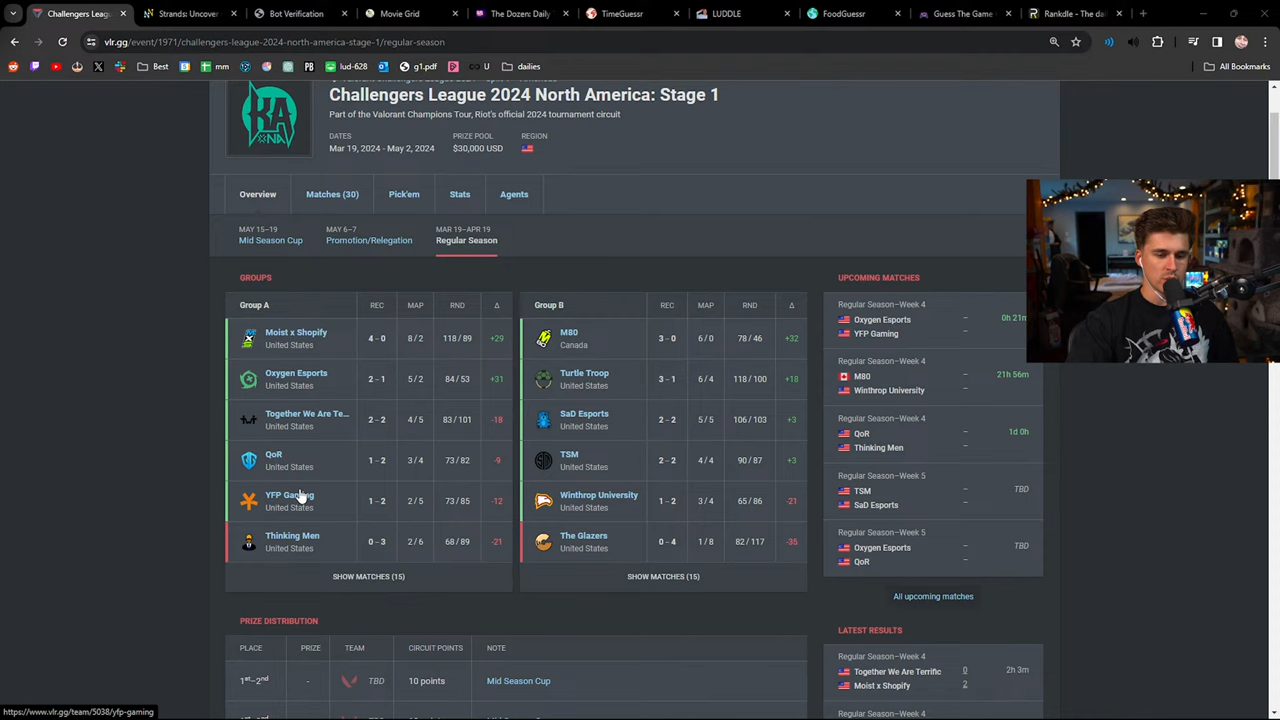 Challengers League
Strands: Uncover
Bot Verification
Movie Grid
The Dozen: Daily
TimeGuessr
LUDDLE
FoodGuessr
Guess The Game
Rankdle - The dai
vlr.gg/event/1971/challengers-league-2024-north-america-stage-1/regular-season
Best
mm
PB
lud-628
g1.pdf
U
dailies
All Bookmarks
Challengers League 2024 North America: Stage 1
Part of the Valorant Champions Tour, Riot's official 2024 tournament circuit
DATES
Mar 19, 2024 - May 2, 2024
PRIZE POOL
$30,000 USD
REGION
Overview
Matches (30)
Pick'em
Stats
Agents
MAY 15–19
Mid Season Cup
MAY 6–7
Promotion/Relegation
MAR 19–APR 19
Regular Season
GROUPS
Group A REC MAP RND Δ
Moist x Shopify 4–0 8/2 118/89 +29
United States
Oxygen Esports 2–1 5/2 84/53 +31
United States
Together We Are Te... 2–2 4/5 83/101 -18
United States
QoR 1–2 3/4 73/82 -9
United States
YFP Gaming 1–2 2/5 73/85 -12
United States
Thinking Men 0–3 2/6 68/89 -21
United States
SHOW MATCHES (15)
Group B REC MAP RND Δ
M80 3–0 6/0 78/46 +32
Canada
Turtle Troop 3–1 6/4 118/100 +18
United States
SaD Esports 2–2 5/5 106/103 +3
United States
TSM 2–2 4/4 90/87 +3
United States
Winthrop University 1–2 3/4 65/86 -21
United States
The Glazers 0–4 1/8 82/117 -35
United States
SHOW MATCHES (15)
PRIZE DISTRIBUTION
PLACE PRIZE TEAM CIRCUIT POINTS NOTE
1st–2nd - TBD 10 points Mid Season Cup
UPCOMING MATCHES
Regular Season–Week 4
Oxygen Esports – 0h 21m
YFP Gaming –
Regular Season–Week 4
M80 – 21h 56m
Winthrop University –
Regular Season–Week 4
QoR – 1d 0h
Thinking Men –
Regular Season–Week 5
TSM – TBD
SaD Esports –
Regular Season–Week 5
Oxygen Esports – TBD
QoR –
All upcoming matches
LATEST RESULTS
Regular Season–Week 4
Together We Are Terrific 0 2h 3m
Moist x Shopify 2
https://www.vlr.gg/team/5038/yfp-gaming